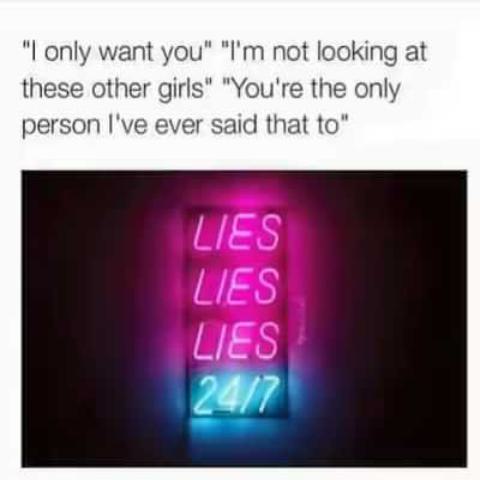 "I only want you" "I'm not looking at
these other girls" "You're the only
person I've ever said that to"
LIES
LIES
LIES
24/7